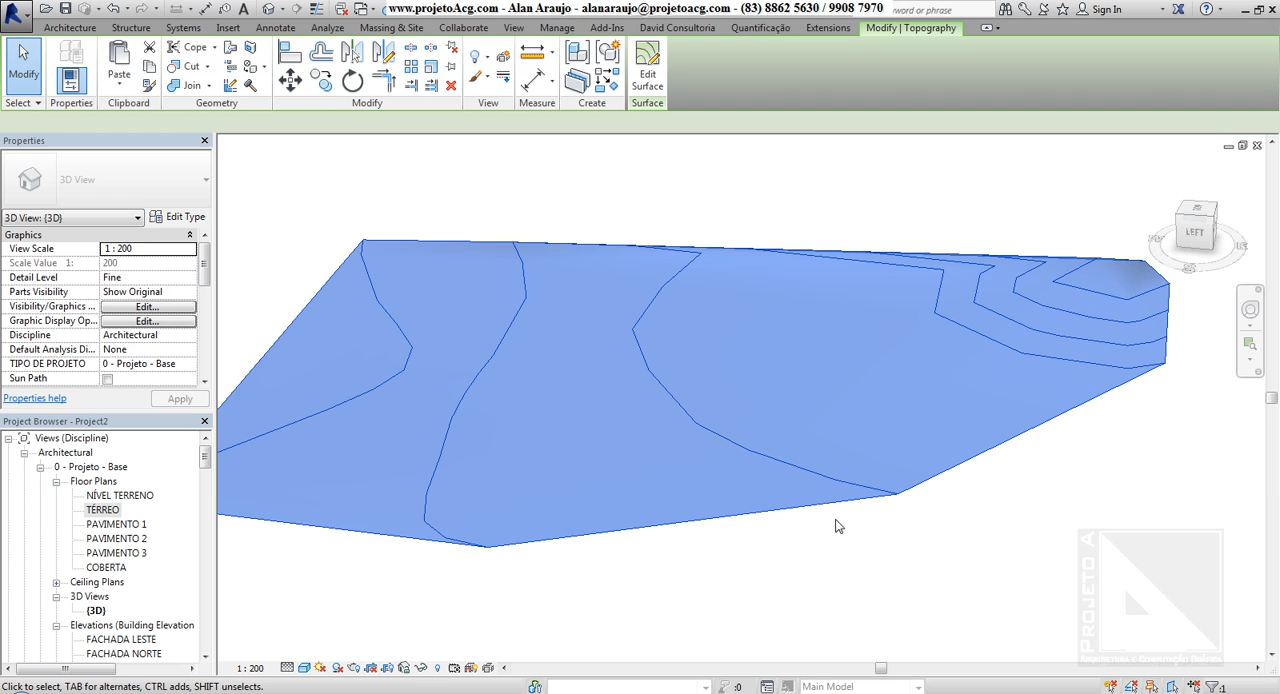 www.projetoAcg.com - Alan Araujo - alanaraujo@projetoacg.com - (83) 8862 5630 / 9908 7970
word or phrase
Sign In
Architecture Structure Systems Insert Annotate Analyze Massing & Site Collaborate View Manage Add-Ins David Consultoria Quantificação Extensions Modify | Topography
Modify
Select
Properties
Paste
Clipboard
Cope
Cut
Join
Geometry
Modify
View
Measure
Create
Edit
Surface
Surface
Properties
3D View
3D View: {3D}
Edit Type
Graphics
View Scale 1 : 200
Scale Value 1: 200
Detail Level Fine
Parts Visibility Show Original
Visibility/Graphics ... Edit...
Graphic Display Op... Edit...
Discipline Architectural
Default Analysis Di... None
TIPO DE PROJETO 0 - Projeto - Base
Sun Path
Properties help
Apply
Project Browser - Project2
Views (Discipline)
Architectural
0 - Projeto - Base
Floor Plans
NÍVEL TERRENO
TÉRREO
PAVIMENTO 1
PAVIMENTO 2
PAVIMENTO 3
COBERTA
Ceiling Plans
3D Views
{3D}
Elevations (Building Elevation
FACHADA LESTE
FACHADA NORTE
LEFT
PROJETO A
1 : 200
Click to select, TAB for alternates, CTRL adds, SHIFT unselects.
:0
Main Model
:1